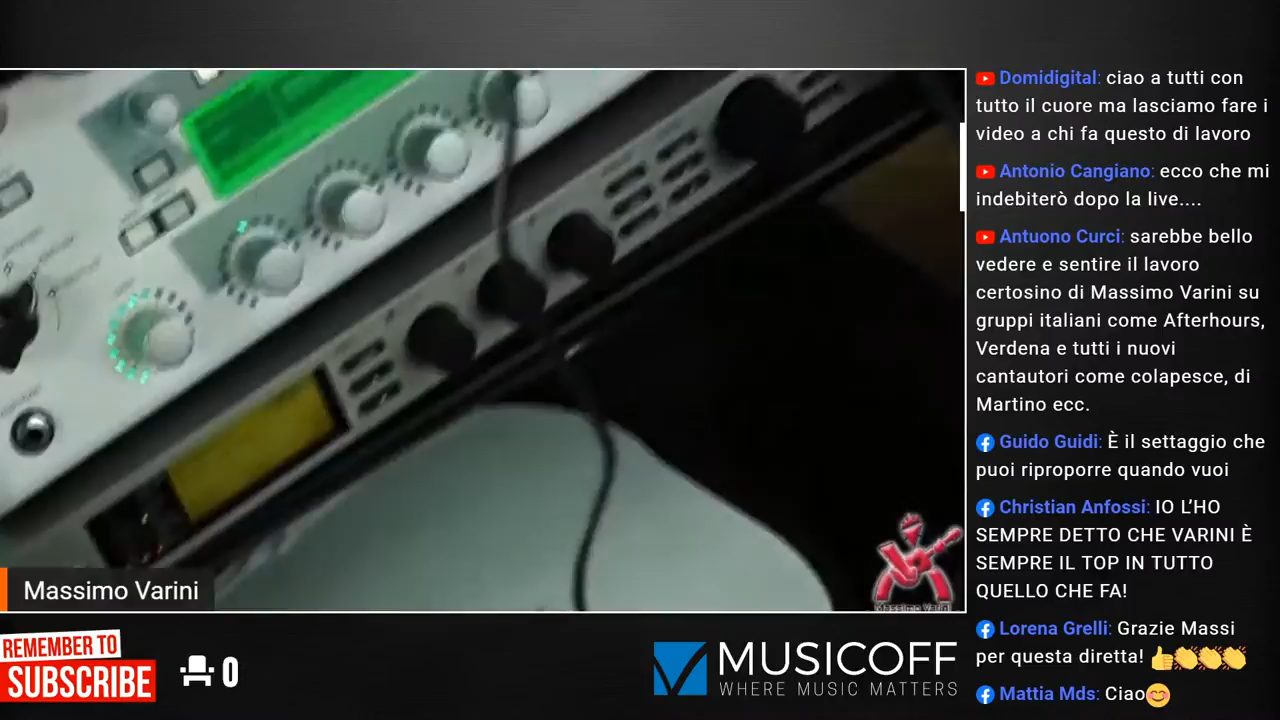 Domidigital: ciao a tutti con
tutto il cuore ma lasciamo fare i
video a chi fa questo di lavoro
Antonio Cangiano: ecco che mi
indebiterò dopo la live....
Antuono Curci: sarebbe bello
vedere e sentire il lavoro
certosino di Massimo Varini su
gruppi italiani come Afterhours,
Verdena e tutti i nuovi
cantautori come colapesce, di
Martino ecc.
Guido Guidi: È il settaggio che
puoi riproporre quando vuoi
Christian Anfossi: IO L'HO
SEMPRE DETTO CHE VARINI È
SEMPRE IL TOP IN TUTTO
QUELLO CHE FA!
Lorena Grelli: Grazie Massi
per questa diretta! 👍👏👏👏
Mattia Mds: Ciao😊
Massimo Varini
Massimo Varini
REMEMBER TO
SUBSCRIBE
0
MUSICOFF
WHERE MUSIC MATTERS